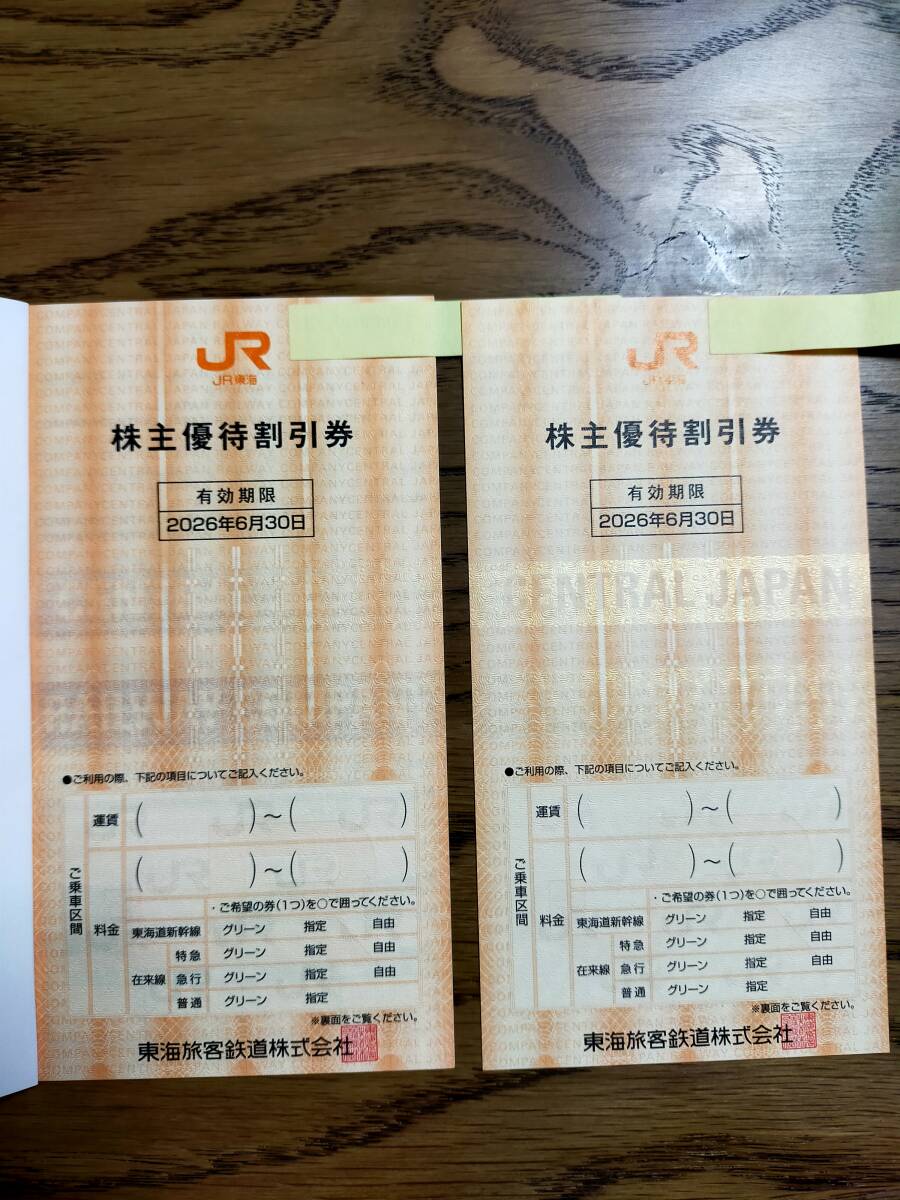 JR
JR東海
株主優待割引券
有効期限
2026年6月30日
●ご利用の際、下記の項目についてご記入ください。
ご乗車区間
運賃 ( )～( )
料金 ( )～( )
・ご希望の券(1つ)を○で囲ってください。
東海道新幹線 グリーン 指定 自由
在来線
特急 グリーン 指定 自由
急行 グリーン 指定 自由
普通 グリーン 指定
※裏面をご覧ください。
東海旅客鉄道株式会社
JR
JR東海
株主優待割引券
有効期限
2026年6月30日
CENTRAL JAPAN
●ご利用の際、下記の項目についてご記入ください。
ご乗車区間
運賃 ( )～( )
料金 ( )～( )
・ご希望の券(1つ)を○で囲ってください。
東海道新幹線 グリーン 指定 自由
在来線
特急 グリーン 指定 自由
急行 グリーン 指定 自由
普通 グリーン 指定
※裏面をご覧ください。
東海旅客鉄道株式会社